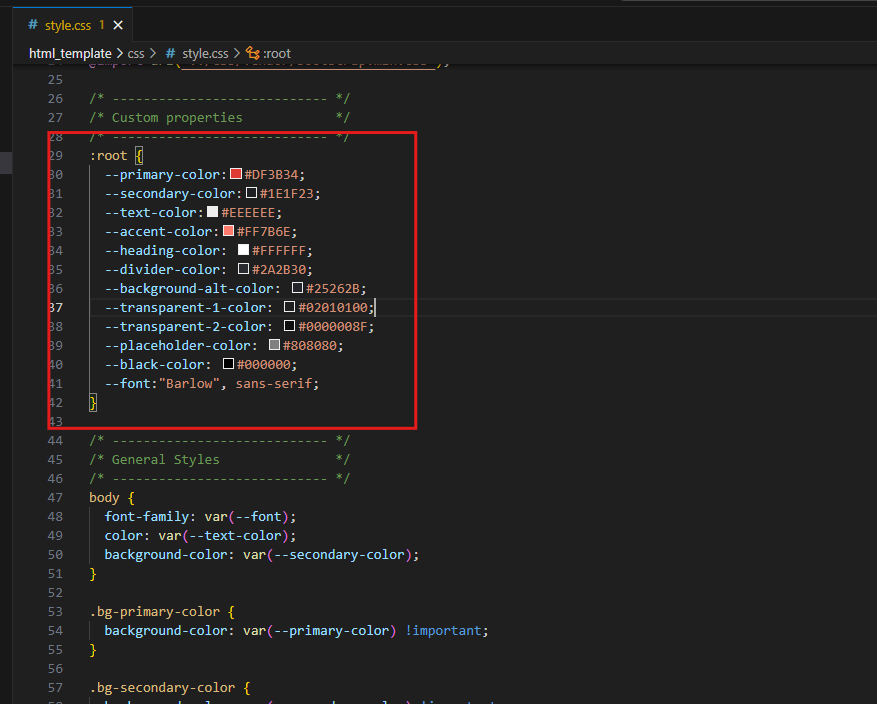 # style.css 1 ×
html_template > css > # style.css > :root
25
26 /* ---------------------------- */
27 /* Custom properties */
28 /* ---------------------------- */
29 :root {
30 --primary-color:#DF3B34;
31 --secondary-color:#1E1F23;
32 --text-color:#EEEEEE;
33 --accent-color:#FF7B6E;
34 --heading-color: #FFFFFF;
35 --divider-color: #2A2B30;
36 --background-alt-color: #25262B;
37 --transparent-1-color: #02010100;
38 --transparent-2-color: #0000008F;
39 --placeholder-color: #808080;
40 --black-color: #000000;
41 --font:"Barlow", sans-serif;
42 }
43
44 /* ---------------------------- */
45 /* General Styles */
46 /* ---------------------------- */
47 body {
48 font-family: var(--font);
49 color: var(--text-color);
50 background-color: var(--secondary-color);
51 }
52
53 .bg-primary-color {
54 background-color: var(--primary-color) !important;
55 }
56
57 .bg-secondary-color {